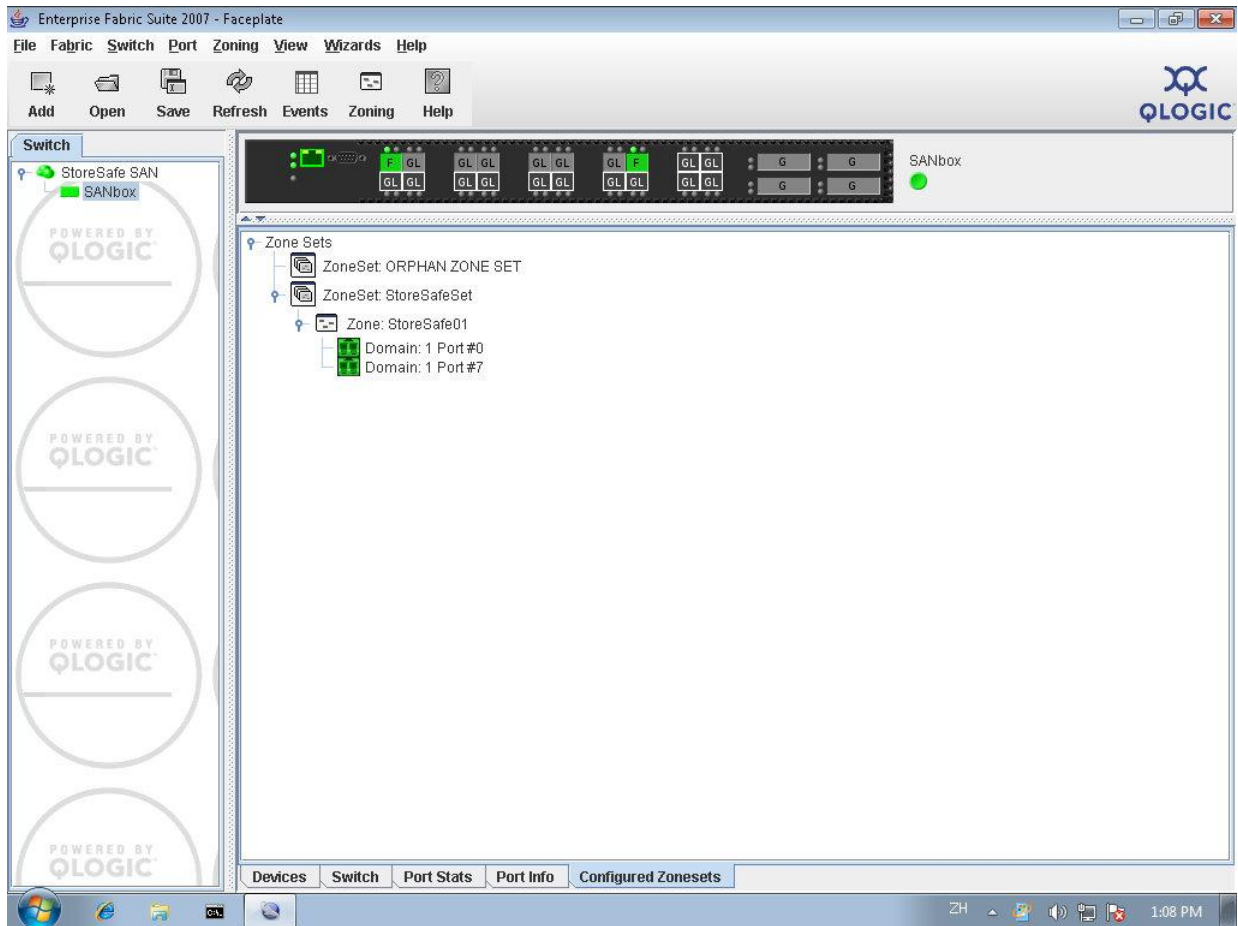 Enterprise Fabric Suite 2007 - Faceplate
File Fabric Switch Port Zoning View Wizards Help
Add Open Save Refresh Events Zoning Help
QLOGIC
Switch
StoreSafe SAN
SANbox
F GL GL GL GL GL GL F GL GL G G
GL GL GL GL GL GL GL GL GL GL G G
SANbox
Zone Sets
ZoneSet: ORPHAN ZONE SET
ZoneSet: StoreSafeSet
Zone: StoreSafe01
Domain: 1 Port #0
Domain: 1 Port #7
POWERED BY
QLOGIC
POWERED BY
QLOGIC
POWERED BY
QLOGIC
POWERED BY
QLOGIC
Devices Switch Port Stats Port Info Configured Zonesets
C:\.
ZH 1:08 PM